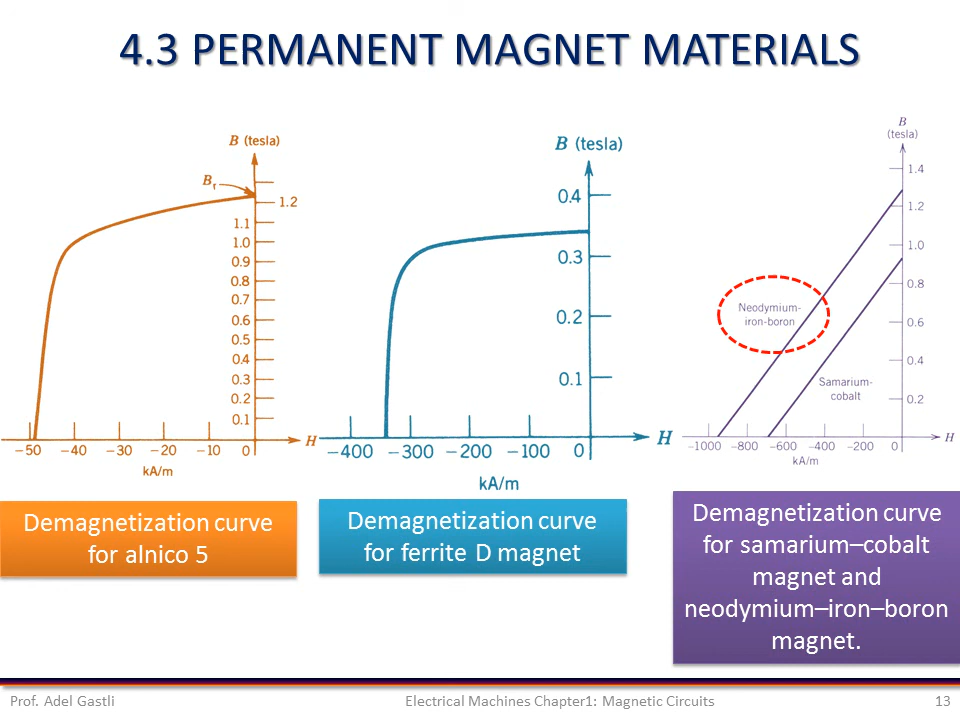 4.3 PERMANENT MAGNET MATERIALS
B (tesla)
Br
1.2
1.1
1.0
0.9
0.8
0.7
0.6
0.5
0.4
0.3
0.2
0.1
H
−50 −40 −30 −20 −10 0
kA/m
B (tesla)
0.4
0.3
0.2
0.1
H
−400 −300 −200 −100 0
kA/m
B
(tesla)
1.4
1.2
1.0
0.8
0.6
0.4
0.2
Neodymium-
iron-boron
Samarium-
cobalt
H
−1000 −800 −600 −400 −200 0
kA/m
Demagnetization curve
for alnico 5
Demagnetization curve
for ferrite D magnet
Demagnetization curve
for samarium–cobalt
magnet and
neodymium–iron–boron
magnet.
Prof. Adel Gastli
Electrical Machines Chapter1: Magnetic Circuits
13